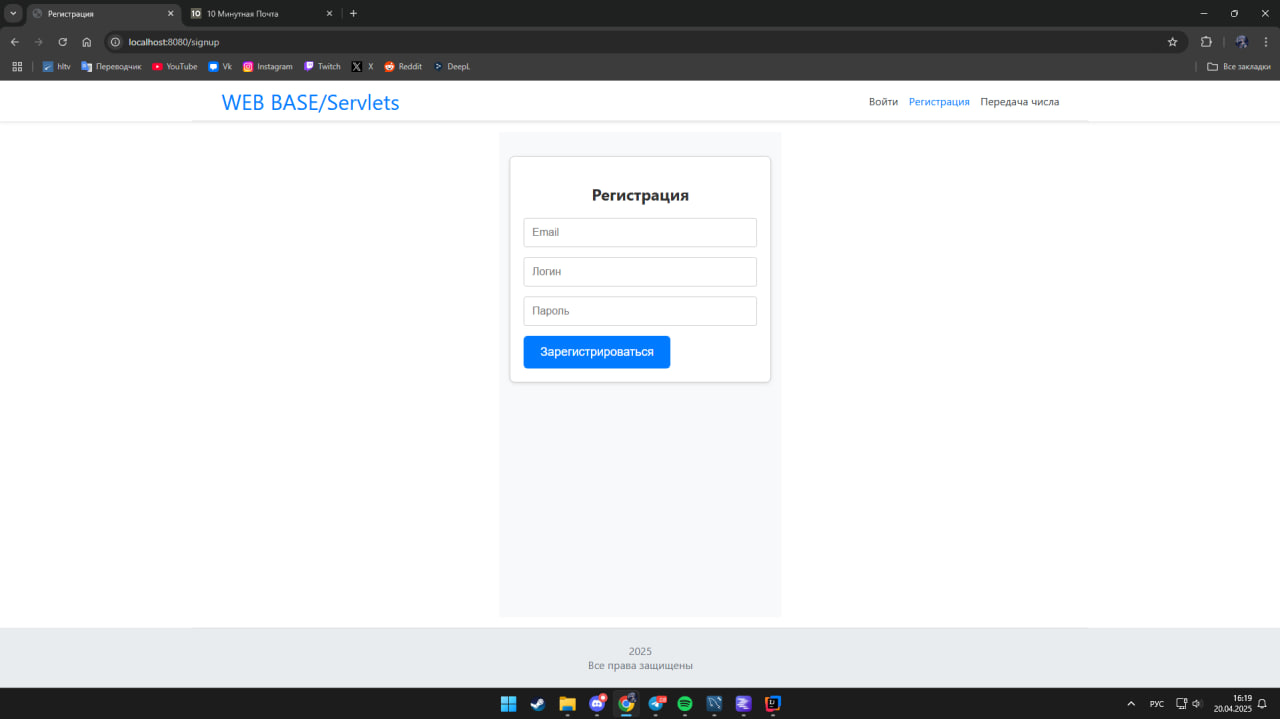 Регистрация
10 10 Минутная Почта
localhost:8080/signup
hltv Переводчик YouTube Vk Instagram Twitch X Reddit DeepL Все закладки
WEB BASE/Servlets Войти Регистрация Передача числа
Регистрация
Email
Логин
Пароль
Зарегистрироваться
2025
Все права защищены
РУС 16:19
20.04.2025